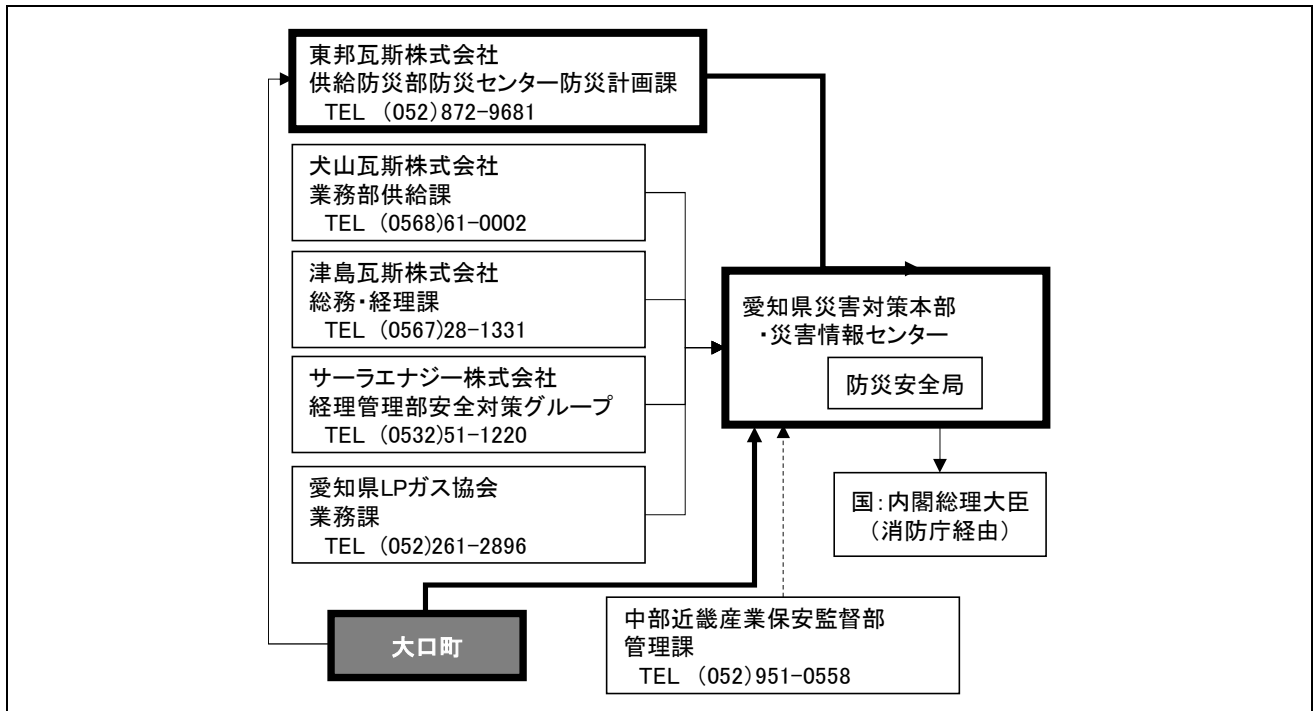 東邦瓦斯株式会社
供給防災部防災センター防災計画課
TEL (052)872-9681
犬山瓦斯株式会社
業務部供給課
TEL (0568)61-0002
津島瓦斯株式会社
総務・経理課
TEL (0567)28-1331
サーラエナジー株式会社
経理管理部安全対策グループ
TEL (0532)51-1220
愛知県LPガス協会
業務課
TEL (052)261-2896
大口町
愛知県災害対策本部
・災害情報センター
防災安全局
国:内閣総理大臣
(消防庁経由)
中部近畿産業保安監督部
管理課
TEL (052)951-0558